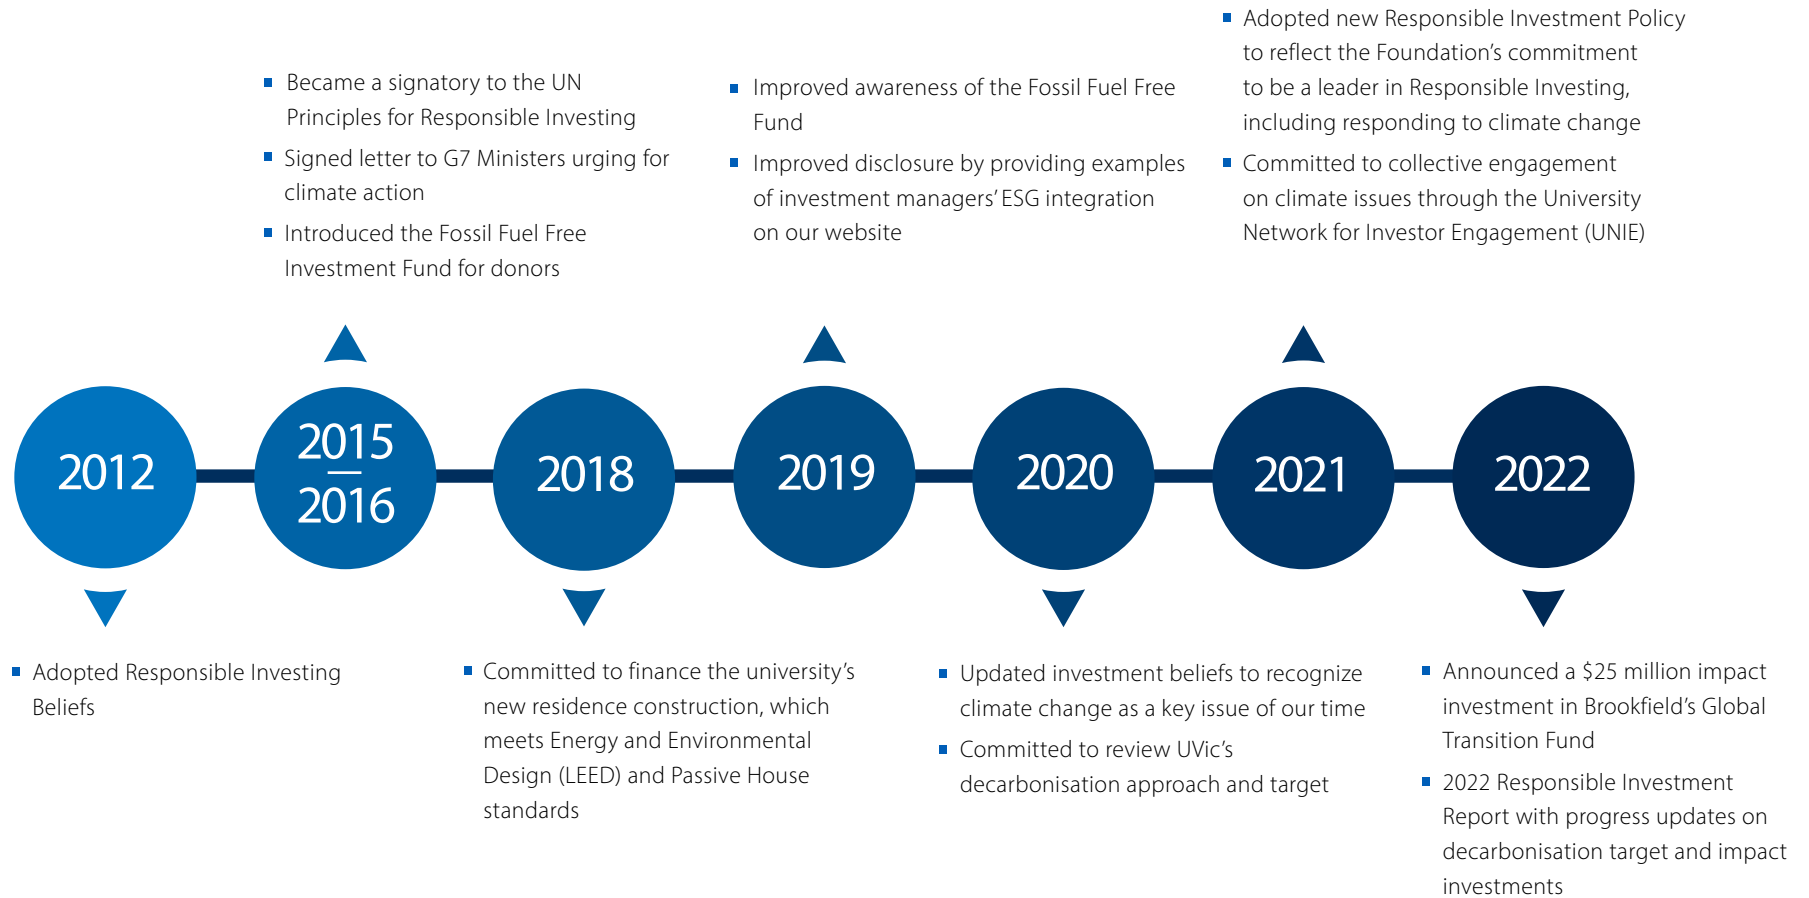 2012
▪ Adopted Responsible Investing
Beliefs
2015
2016
▪ Became a signatory to the UN
Principles for Responsible Investing
▪ Signed letter to G7 Ministers urging for
climate action
▪ Introduced the Fossil Fuel Free
Investment Fund for donors
2018
▪ Committed to finance the university’s
new residence construction, which
meets Energy and Environmental
Design (LEED) and Passive House
standards
2019
▪ Improved awareness of the Fossil Fuel Free
Fund
▪ Improved disclosure by providing examples
of investment managers’ ESG integration
on our website
2020
▪ Updated investment beliefs to recognize
climate change as a key issue of our time
▪ Committed to review UVic’s
decarbonisation approach and target
2021
▪ Adopted new Responsible Investment Policy
to reflect the Foundation’s commitment
to be a leader in Responsible Investing,
including responding to climate change
▪ Committed to collective engagement
on climate issues through the University
Network for Investor Engagement (UNIE)
2022
▪ Announced a $25 million impact
investment in Brookfield’s Global
Transition Fund
▪ 2022 Responsible Investment
Report with progress updates on
decarbonisation target and impact
investments